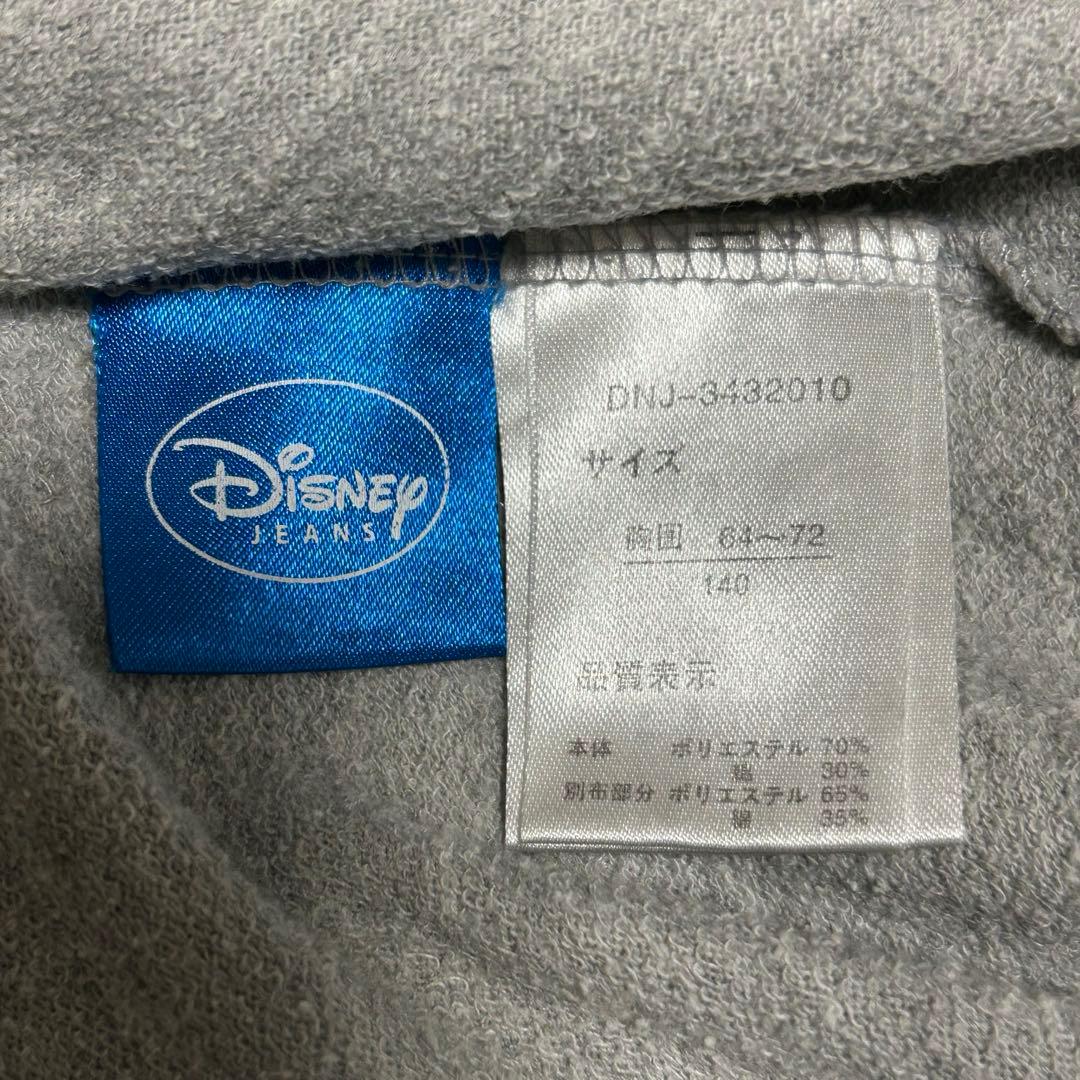 Disney
JEANS
DNJ-3432010
サイズ
胸囲 64〜72
140
品質表示
本体 ポリエステル 70%
綿 30%
別布部分 ポリエステル 65%
綿 35%